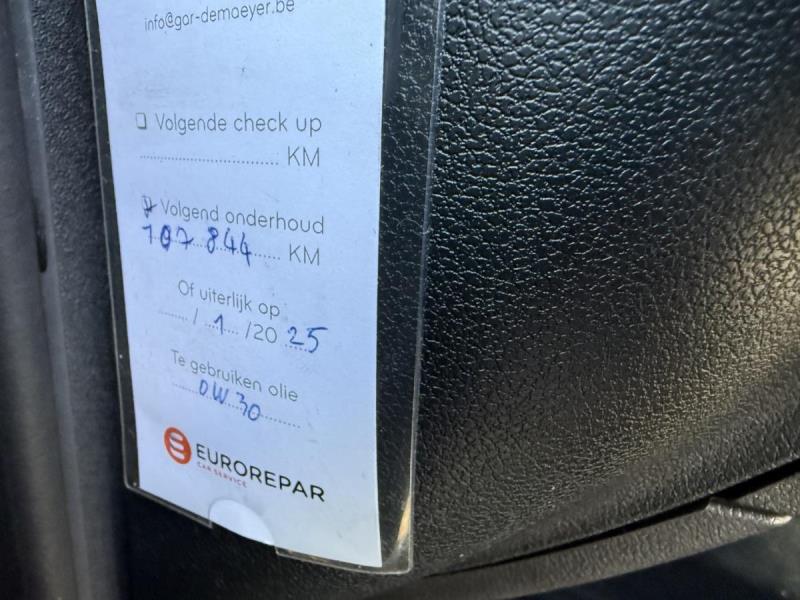 info@gar-demaeyer.be
Volgende check up
KM
Volgend onderhoud
107 844 KM
Of uiterlijk op
/ 1 /20 25
Te gebruiken olie
0W30
EUROREPAR
CAR SERVICE